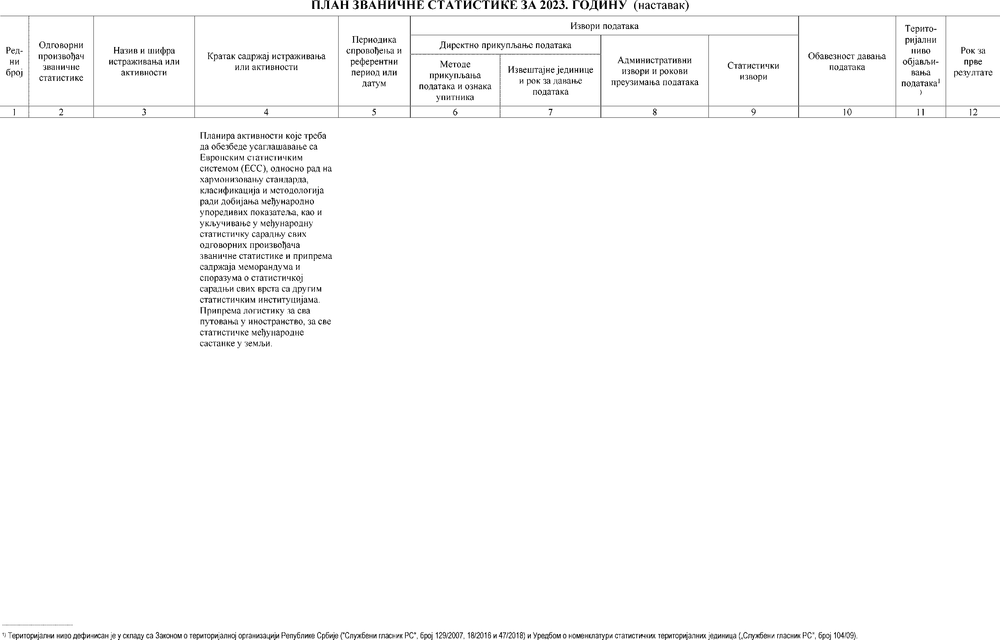 ПЛАН ЗВАНИЧНЕ СТАТИСТИКЕ ЗА 2023. ГОДИНУ (наставак)
Ред-
ни
број
Одговорни
произвођач
званичне
статистике
Назив и шифра
истраживања или
активности
Кратак садржај истраживања
или активности
Периодика
спровођења и
референтни
период или
датум
Извори података
Директно прикупљање података
Методе
прикупљања
података и ознака
упитника
Извештајне јединице
и рок за давање
података
Административни
извори и рокови
преузимања података
Статистички
извори
Обавезност давања
података
Терито-
ријални
ниво
објављи-
вања
података1
)
Рок за
прве
резултате
1 2 3 4 5 6 7 8 9 10 11 12
Планира активности које треба
да обезбеде усаглашавање са
Европским статистичким
системом (ЕСС), односно рад на
хармонизовању стандарда,
класификација и методологија
ради добијања међународно
упоредивих показатеља, као и
укључивање у међународну
статистичку сарадњу свих
одговорних произвођача
званичне статистике и припрема
садржаја меморандума и
споразума о статистичкој
сарадњи свих врста са другим
статистичким институцијама.
Припрема логистику за сва
путовања у иностранство, за све
статистичке међународне
састанке у земљи.
1) Територијални ниво дефинисан је у складу са Законом о територијалној организацији Републике Србије ("Службени гласник РС", број 129/2007, 18/2016 и 47/2018) и Уредбом о номенклатури статистичких територијалних јединица („Службени гласник РС", број 104/09).